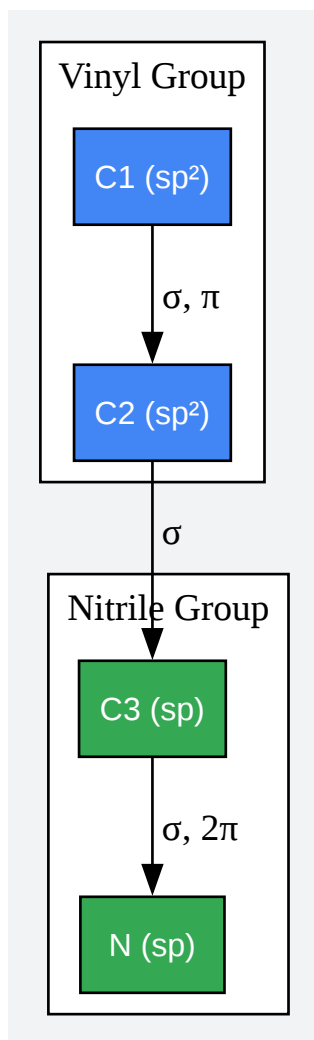 Vinyl Group
C1 (sp²)
σ, π
C2 (sp²)
σ
Nitrile Group
C3 (sp)
σ, 2π
N (sp)